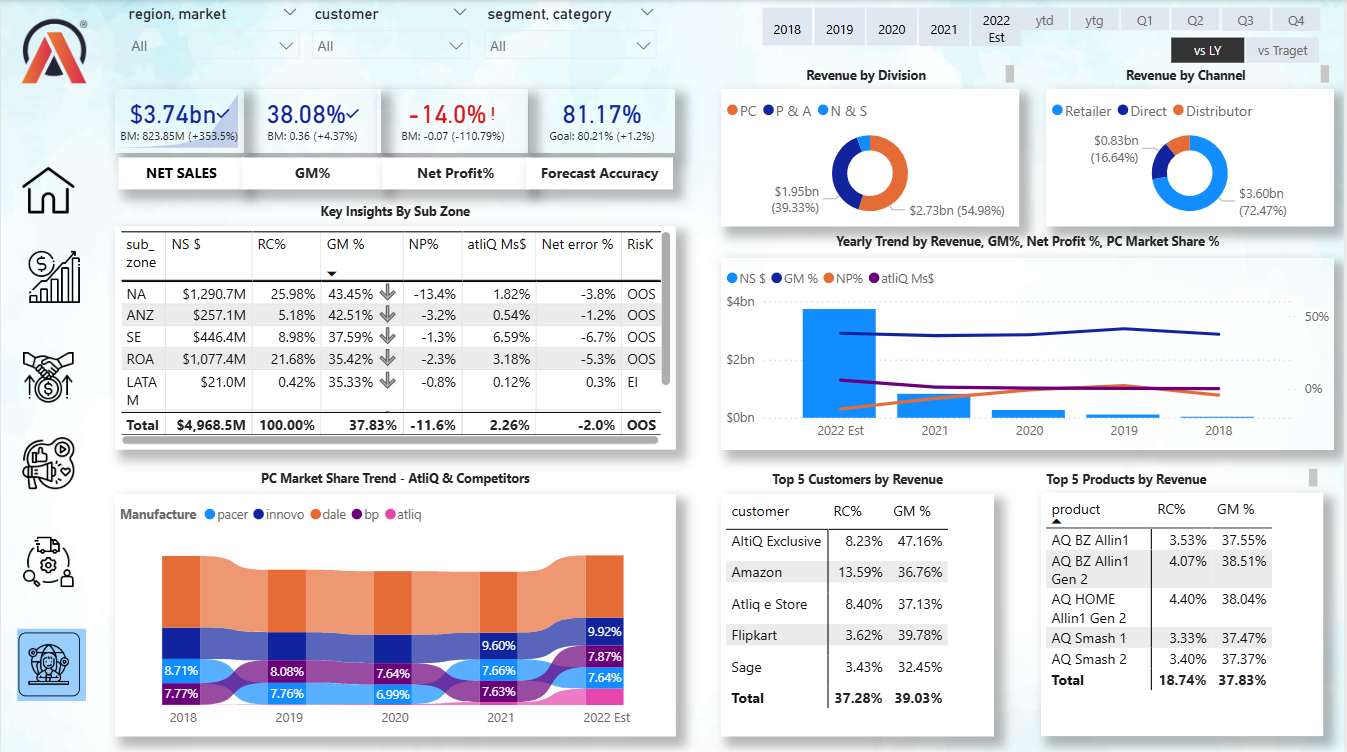 region, market
customer
segment, category
All
All
All
2018
2019
2020
2021
2022 Est
ytd
ytg
Q1
Q2
Q3
Q4
vs LY
vs Traget
®
$3.74bn✓
BM: 823.85M (+353.5%)
38.08%✓
BM: 0.36 (+4.37%)
-14.0%!
BM: -0.07 (-110.79%)
81.17%
Goal: 80.21% (+1.2%)
NET SALES
GM%
Net Profit%
Forecast Accuracy
Revenue by Division
PC P & A N & S
$1.95bn
(39.33%)
$2.73bn (54.98%)
Revenue by Channel
Retailer Direct Distributor
$0.83bn
(16.64%)
$3.60bn
(72.47%)
Key Insights By Sub Zone
sub_zone NS $ RC% GM % NP% atliQ Ms$ Net error % RisK
NA $1,290.7M 25.98% 43.45% -13.4% 1.82% -3.8% OOS
ANZ $257.1M 5.18% 42.51% -3.2% 0.54% -1.2% OOS
SE $446.4M 8.98% 37.59% -1.3% 6.59% -6.7% OOS
ROA $1,077.4M 21.68% 35.42% -2.3% 3.18% -5.3% OOS
LATAM $21.0M 0.42% 35.33% -0.8% 0.12% 0.3% EI
Total $4,968.5M 100.00% 37.83% -11.6% 2.26% -2.0% OOS
Yearly Trend by Revenue, GM%, Net Profit %, PC Market Share %
NS $ GM % NP% atliQ Ms$
$4bn
$2bn
$0bn
50%
0%
2022 Est 2021 2020 2019 2018
PC Market Share Trend - AtliQ & Competitors
Manufacture pacer innovo dale bp atliq
8.71%
7.77%
8.08%
7.76%
7.64%
6.99%
9.60%
7.66%
7.63%
9.92%
7.87%
7.64%
2018 2019 2020 2021 2022 Est
Top 5 Customers by Revenue
customer RC% GM %
AltiQ Exclusive 8.23% 47.16%
Amazon 13.59% 36.76%
Atliq e Store 8.40% 37.13%
Flipkart 3.62% 39.78%
Sage 3.43% 32.45%
Total 37.28% 39.03%
Top 5 Products by Revenue
product RC% GM %
AQ BZ Allin1 3.53% 37.55%
AQ BZ Allin1 Gen 2 4.07% 38.51%
AQ HOME Allin1 Gen 2 4.40% 38.04%
AQ Smash 1 3.33% 37.47%
AQ Smash 2 3.40% 37.37%
Total 18.74% 37.83%